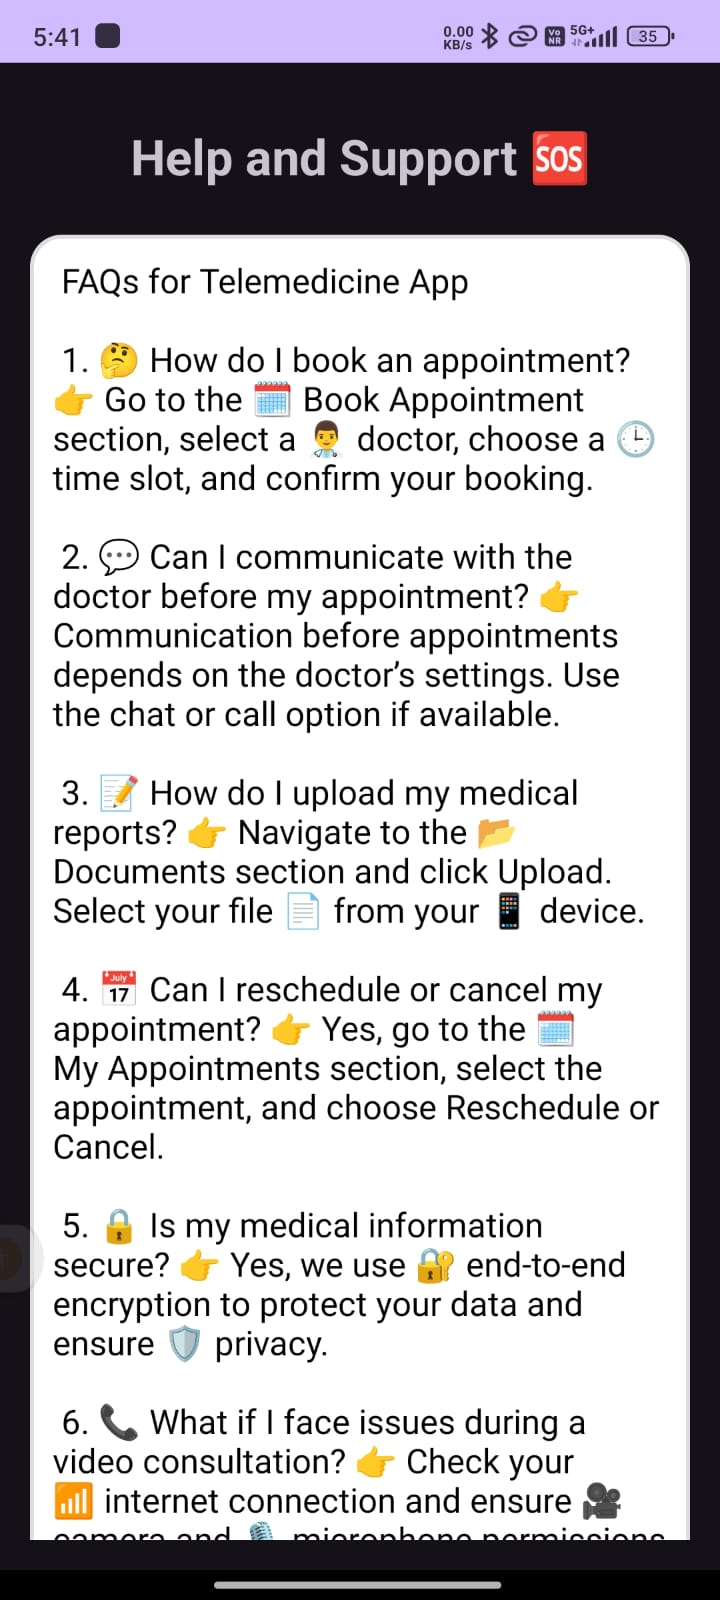 5:41
0.00 KB/s Vo NR 5G+ 35
Help and Support 🆘
FAQs for Telemedicine App
1. 🤔 How do I book an appointment?
👉 Go to the 🗓️ Book Appointment
section, select a 👨‍⚕️ doctor, choose a 🕒
time slot, and confirm your booking.
2. 💬 Can I communicate with the
doctor before my appointment? 👉
Communication before appointments
depends on the doctor's settings. Use
the chat or call option if available.
3. 📝 How do I upload my medical
reports? 👉 Navigate to the 📂
Documents section and click Upload.
Select your file 📄 from your 📱 device.
4. 📅 Can I reschedule or cancel my
appointment? 👉 Yes, go to the 🗓️
My Appointments section, select the
appointment, and choose Reschedule or
Cancel.
5. 🔒 Is my medical information
secure? 👉 Yes, we use 🔐 end-to-end
encryption to protect your data and
ensure 🛡️ privacy.
6. 📞 What if I face issues during a
video consultation? 👉 Check your
📶 internet connection and ensure 🎥
camera and 🎙️ microphone permissions